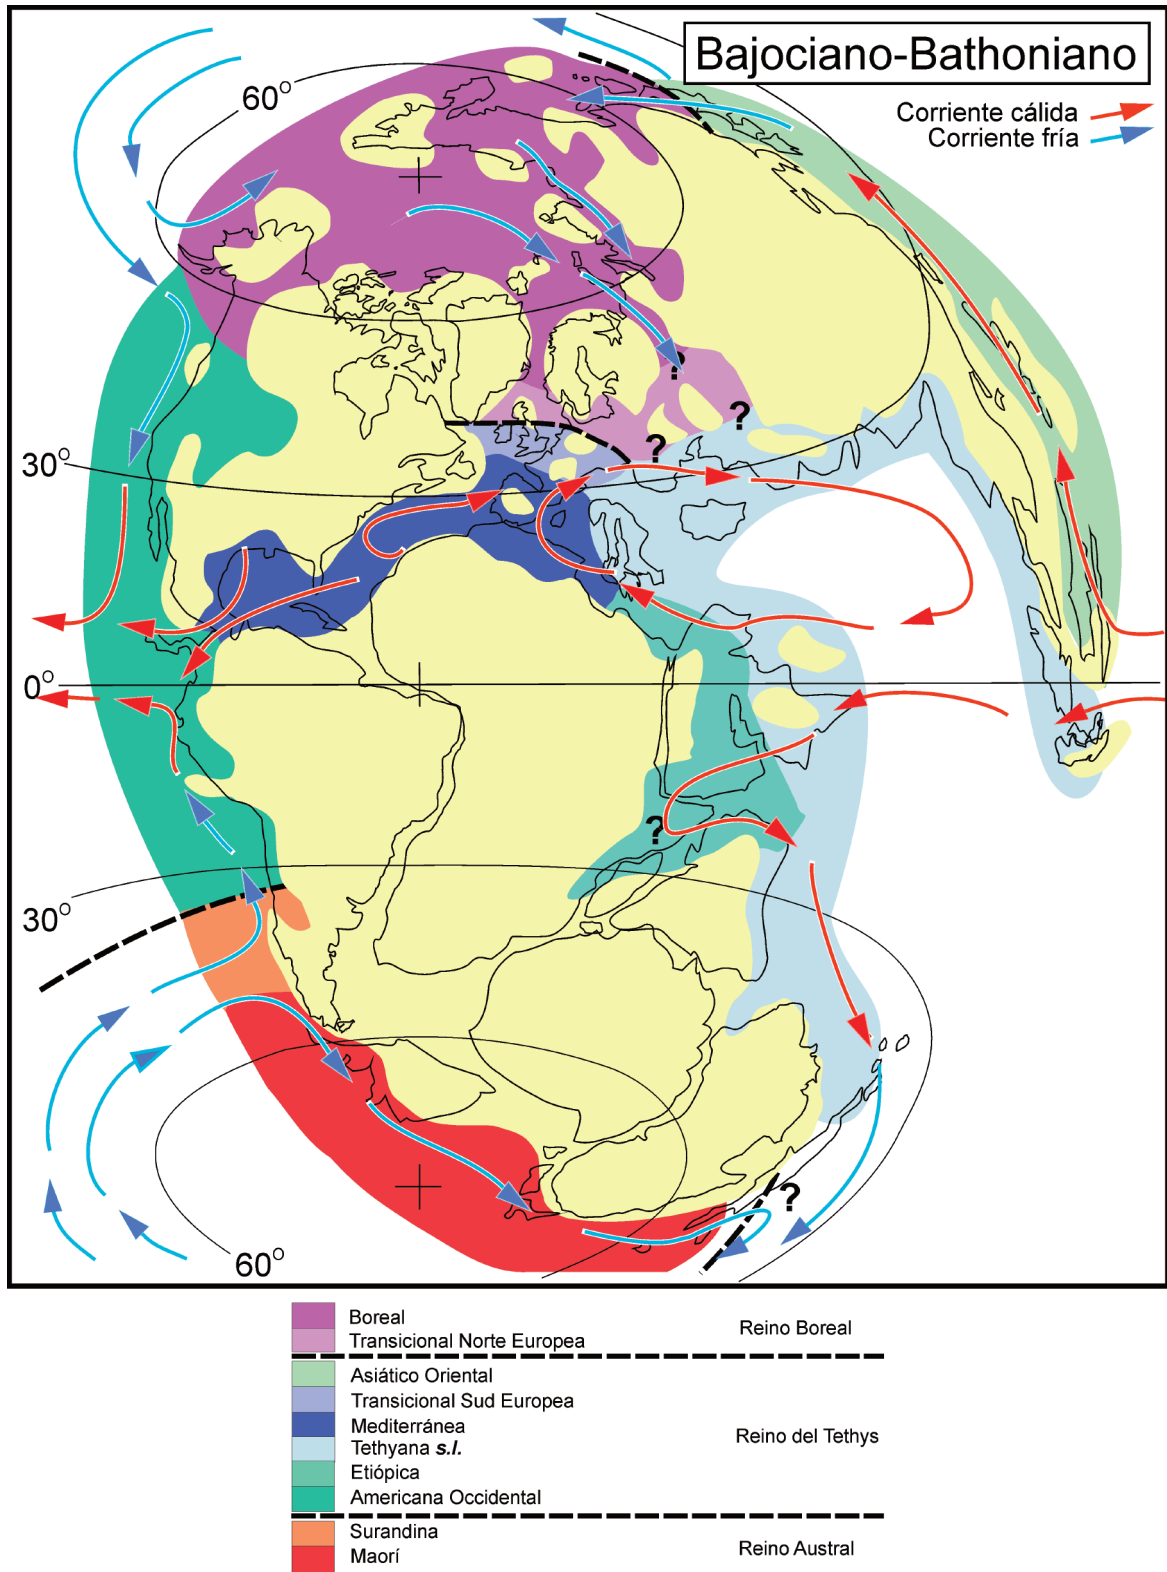 Bajociano-Bathoniano
Corriente cálida
Corriente fría
60°
?
?
?
30°
0°
?
30°
?
60°
Boreal
Transicional Norte Europea
Reino Boreal
Asiático Oriental
Transicional Sud Europea
Mediterránea
Tethyana s.l.
Etiópica
Americana Occidental
Reino del Tethys
Surandina
Maorí
Reino Austral